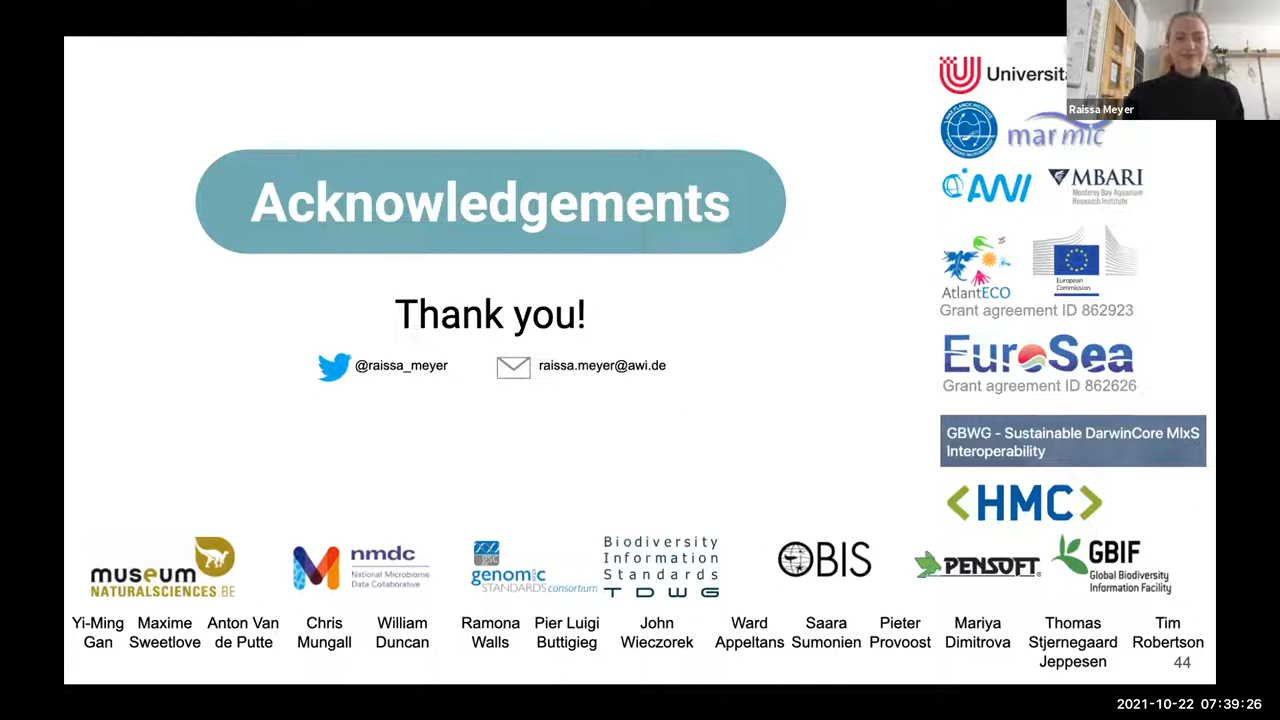 Universita
Raissa Meyer
mar mic
AWI
MBARI
Monterey Bay Aquarium
Research Institute
Acknowledgements
AtlantECO
European
Commission
Grant agreement ID 862923
Thank you!
@raissa_meyer
raissa.meyer@awi.de
EuroSea
Grant agreement ID 862626
GBWG - Sustainable DarwinCore MIxS
Interoperability
<HMC>
museum
NATURALSCIENCES.BE
nmdc
National Microbiome
Data Collaborative
GSC
genomic
STANDARDS consortium
Biodiversity
Information
Standards
TDWG
OBIS
PENSOFT
GBIF
Global Biodiversity
Information Facility
Yi-Ming
Gan
Maxime
Sweetlove
Anton Van
de Putte
Chris
Mungall
William
Duncan
Ramona
Walls
Pier Luigi
Buttigieg
John
Wieczorek
Ward
Appeltans
Saara
Sumonien
Pieter
Provoost
Mariya
Dimitrova
Thomas
Stjernegaard
Jeppesen
Tim
Robertson
44
2021-10-22 07:39:26